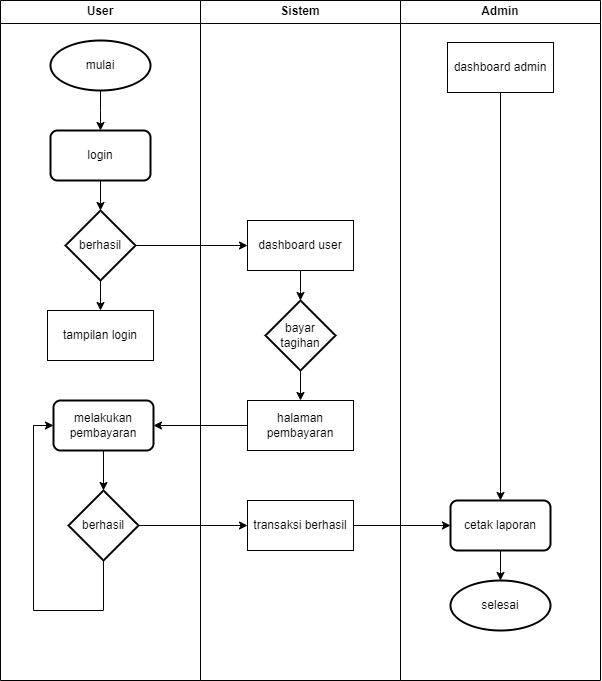 User
Sistem
Admin
mulai
dashboard admin
login
berhasil
dashboard user
tampilan login
bayar
tagihan
melakukan
pembayaran
halaman
pembayaran
berhasil
transaksi berhasil
cetak laporan
selesai